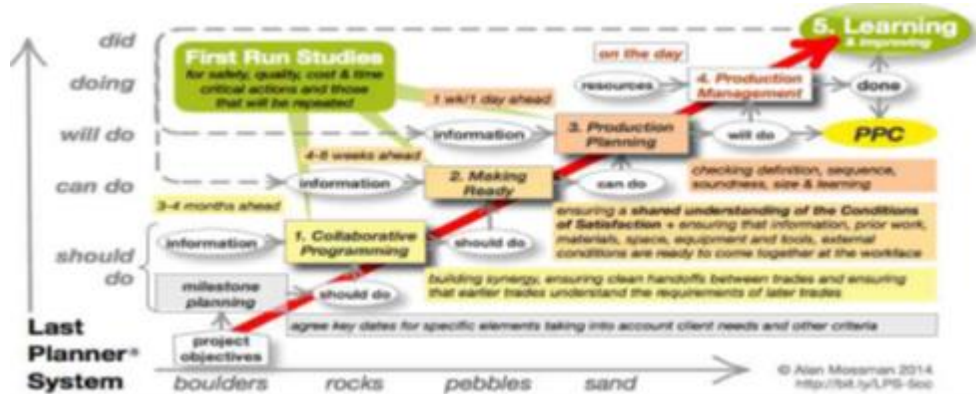 did
doing
will do
can do
should
do
First Run Studies
for safety, quality, cost & time
critical actions and those
that will be repeated
5. Learning
& improving
on the day
resources
4. Production
Management
done
1 wk/1 day ahead
information
3. Production
Planning
will do
PPC
4-8 weeks ahead
information
2. Making
Ready
can do
checking definition, sequence,
soundness, size & learning
3-4 months ahead
information
1. Collaborative
Programming
should do
ensuring a shared understanding of the Conditions
of Satisfaction + ensuring that information, prior work,
materials, space, equipment and tools, external
conditions are ready to come together at the workface
milestone
planning
should do
building synergy, ensuring clean handoffs between trades and ensuring
that earlier trades understand the requirements of later trades
project
objectives
agree key dates for specific elements taking into account client needs and other criteria
Last
Planner®
System
boulders
rocks
pebbles
sand
© Alan Mossman 2014
http://bit.ly/LPS-5cc